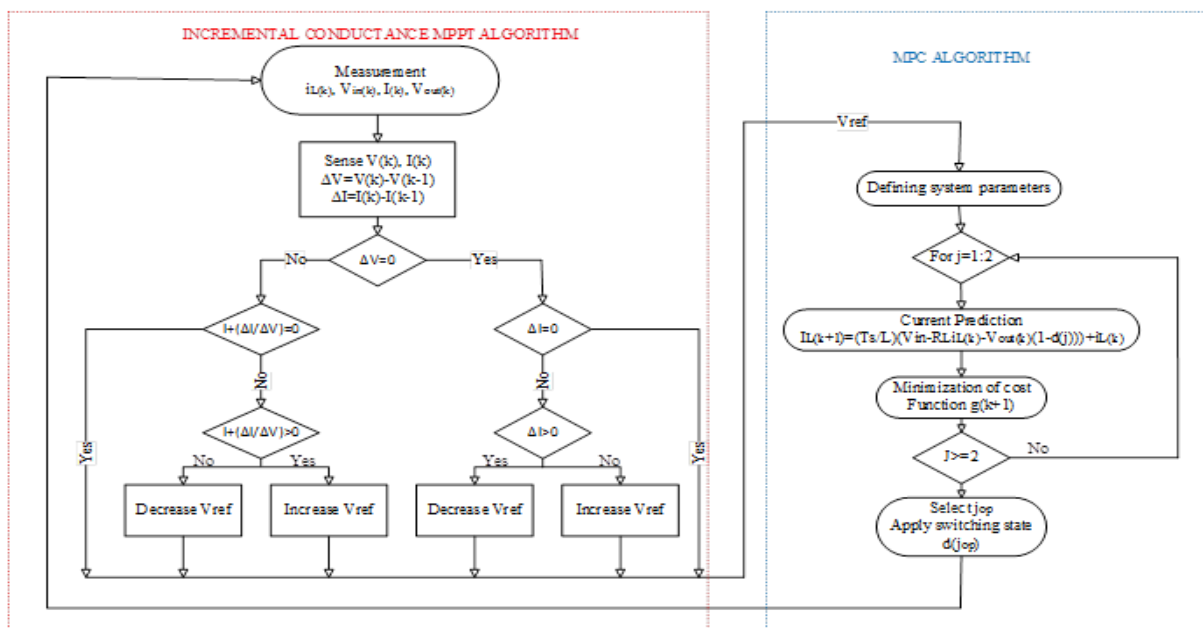 INCREMENTAL CONDUCTANCE MPPT ALGORITHM
Measurement
iL(k), Vin(k), I(k), Vout(k)
Sense V(k), I(k)
ΔV=V(k)-V(k-1)
ΔI=I(k)-I(k-1)
No
ΔV=0
Yes
I+(ΔI/ΔV)=0
ΔI=0
No
No
I+(ΔI/ΔV)>0
ΔI>0
Yes
Yes
No
Yes
Yes
No
Decrease Vref
Increase Vref
Decrease Vref
Increase Vref
Vref
MPC ALGORITHM
Defining system parameters
For j=1:2
Current Prediction
IL(k+1)=(Ts/L)(Vin-RLiL(k)-Vout(k)(1-d(j)))+iL(k)
Minimization of cost
Function g(k+1)
J>=2
No
Select jop
Apply switching state
d(jop)